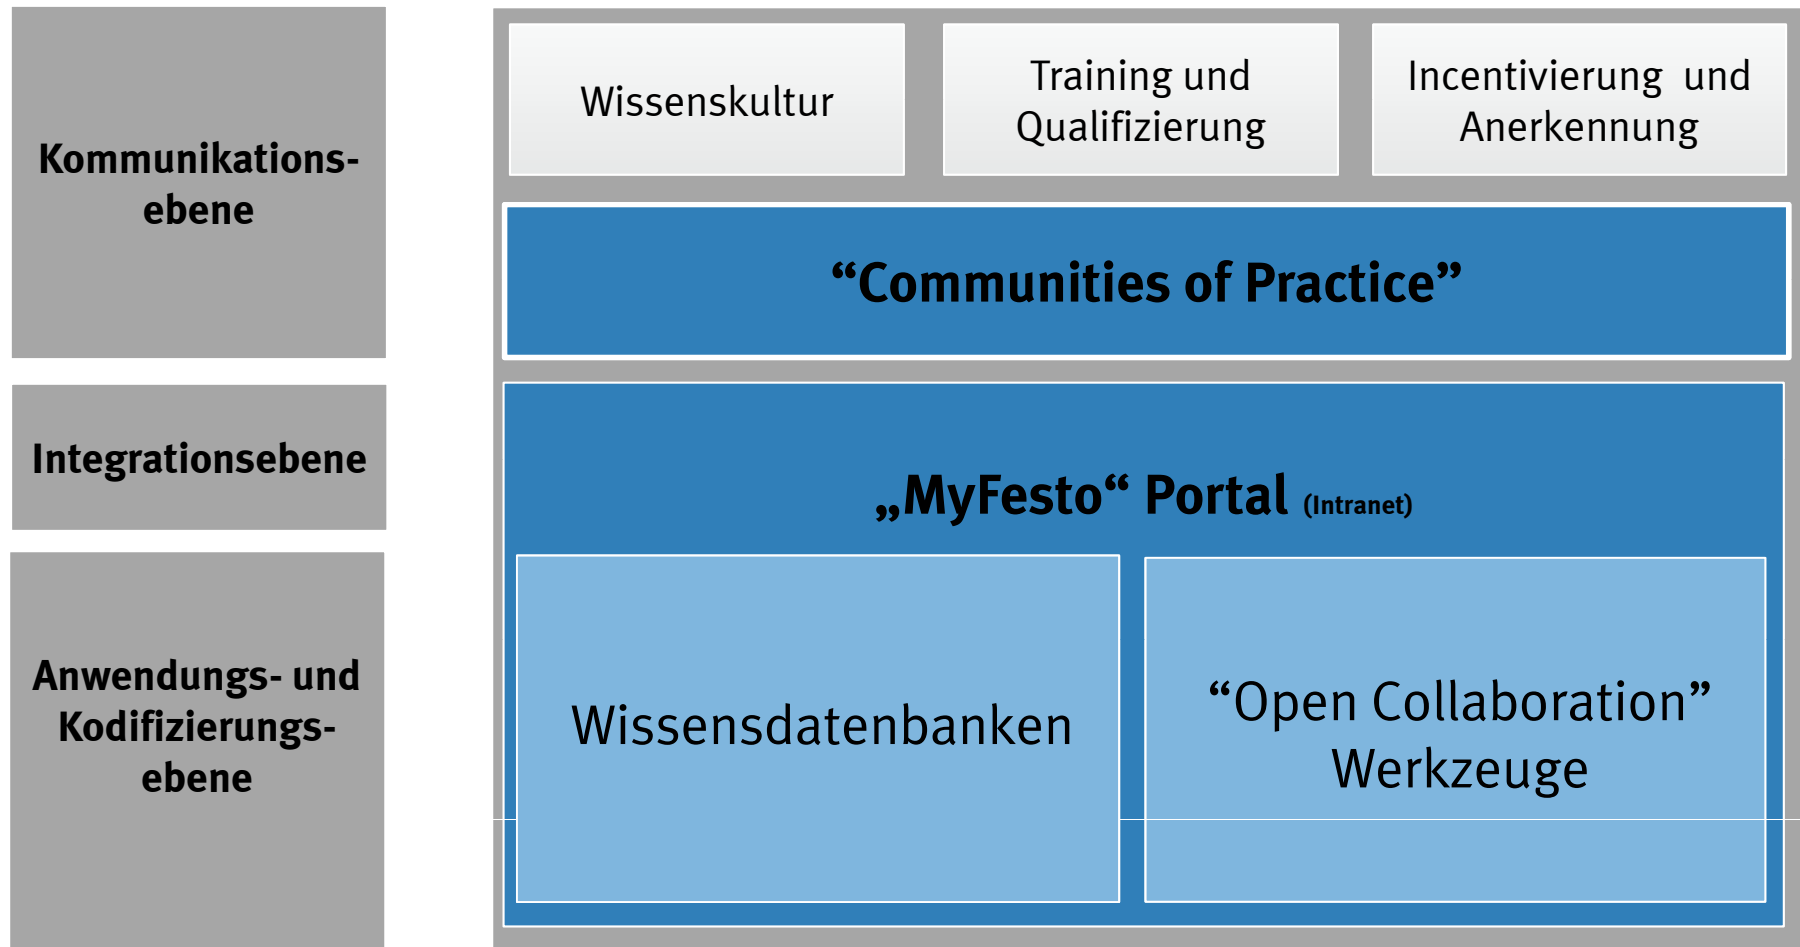 Kommunikations-
ebene
Wissenskultur
Training und
Qualifizierung
Incentivierung  und
Anerkennung
“Communities of Practice”
Integrationsebene
„MyFesto“ Portal (Intranet)
Anwendungs- und
Kodifizierungs-
ebene
Wissensdatenbanken
“Open Collaboration”
Werkzeuge